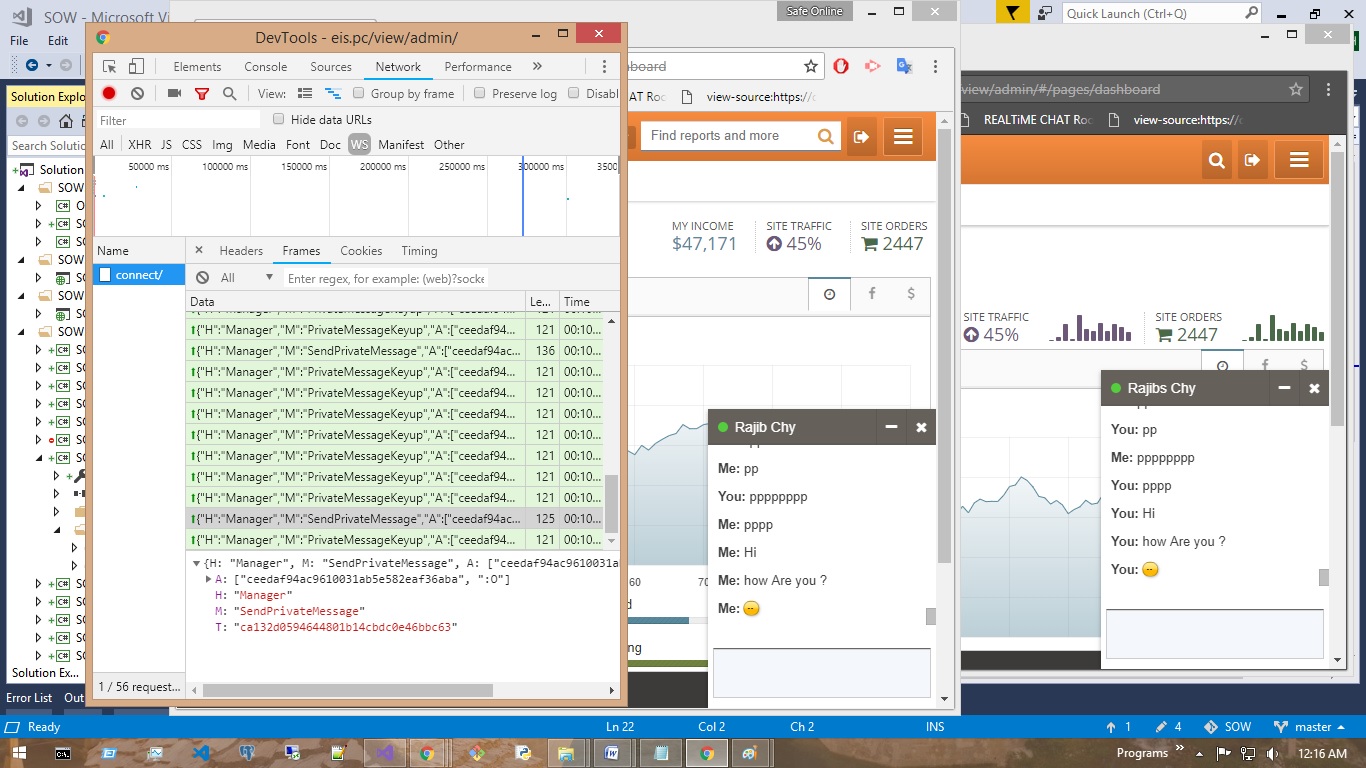 SOW - Microsoft Vi
File Edit
Solution Explo
Search Solutio
Solution
SOW
SOW
SOW
SOW
Solution Ex...
Error List Out
Ready
Ln 22 Col 2 Ch 2 INS
1 4 SOW master
Programs
12:16 AM
Quick Launch (Ctrl+Q)
Safe Online
DevTools - eis.pc/view/admin/
Elements Console Sources Network Performance »
View: Group by frame Preserve log Disabl
Filter Hide data URLs
All XHR JS CSS Img Media Font Doc WS Manifest Other
50000 ms 100000 ms 150000 ms 200000 ms 250000 ms 300000 ms 3500
Name
connect/
× Headers Frames Cookies Timing
All Enter regex, for example: (web)?socke
Data Le... Time
{"H":"Manager","M":"PrivateMessageKeyup","A":["ceedaf94... 121 00:10...
{"H":"Manager","M":"SendPrivateMessage","A":["ceedaf94ac... 136 00:10...
{"H":"Manager","M":"PrivateMessageKeyup","A":["ceedaf94... 121 00:10...
{"H":"Manager","M":"PrivateMessageKeyup","A":["ceedaf94... 121 00:10...
{"H":"Manager","M":"PrivateMessageKeyup","A":["ceedaf94... 121 00:10...
{"H":"Manager","M":"PrivateMessageKeyup","A":["ceedaf94... 121 00:10...
{"H":"Manager","M":"PrivateMessageKeyup","A":["ceedaf94... 121 00:10...
{"H":"Manager","M":"PrivateMessageKeyup","A":["ceedaf94... 121 00:10...
{"H":"Manager","M":"PrivateMessageKeyup","A":["ceedaf94... 121 00:10...
{"H":"Manager","M":"SendPrivateMessage","A":["ceedaf94ac... 125 00:10...
{"H":"Manager","M":"PrivateMessageKeyup","A":["ceedaf94... 121 00:10...
{H: "Manager", M: "SendPrivateMessage", A: ["ceedaf94ac9610031a
A: ["ceedaf94ac9610031ab5e582eaf36aba", ":O"]
H: "Manager"
M: "SendPrivateMessage"
T: "ca132d0594644801b14cbdc0e46bbc63"
1 / 56 request...
board
CHAT Roc view-source:https://c
Find reports and more
MY INCOME SITE TRAFFIC SITE ORDERS
$47,171 45% 2447
60 70
Rajib Chy
Me: pp
You: pppppppp
Me: pppp
Me: Hi
Me: how Are you ?
Me:
view/admin/#/pages/dashboard
REALTiME CHAT Roc view-source:https://c
SITE TRAFFIC SITE ORDERS
45% 2447
Rajibs Chy
You: pp
Me: pppppppp
You: pppp
You: Hi
You: how Are you ?
You: